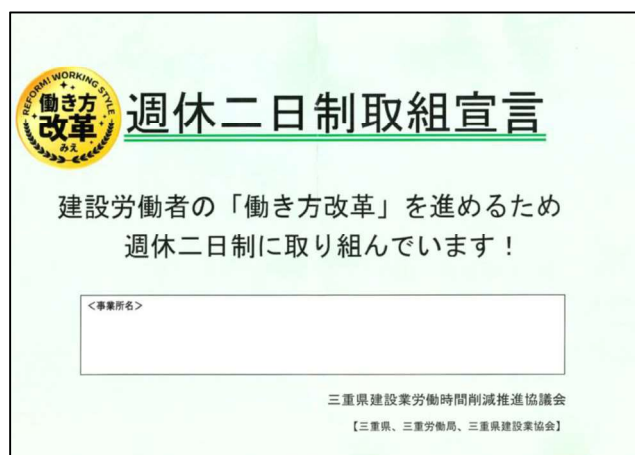 REFORM! WORKING STYLE
働き方
改革
みえ
週休二日制取組宣言
建設労働者の「働き方改革」を進めるため
週休二日制に取り組んでいます！
＜事業所名＞
三重県建設業労働時間削減推進協議会
【三重県、三重労働局、三重県建設業協会】